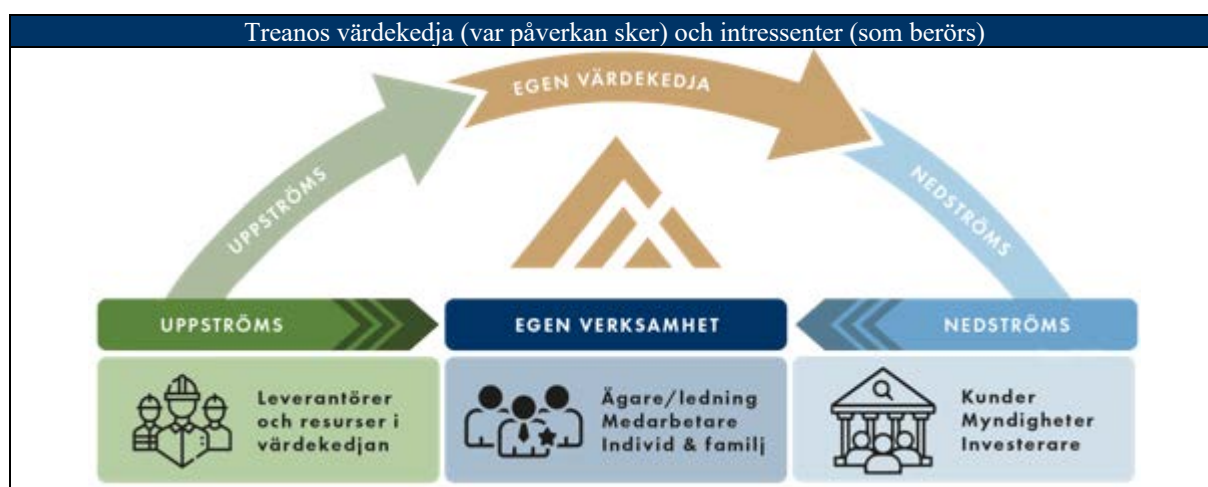 Treanos värdekedja (var påverkan sker) och intressenter (som berörs)
EGEN VÄRDEKEDJA
UPPSTRÖMS
NEDSTRÖMS
UPPSTRÖMS
EGEN VERKSAMHET
NEDSTRÖMS
Leverantörer
och resurser i
värdekedjan
Ägare/ledning
Medarbetare
Individ & familj
Kunder
Myndigheter
Investerare